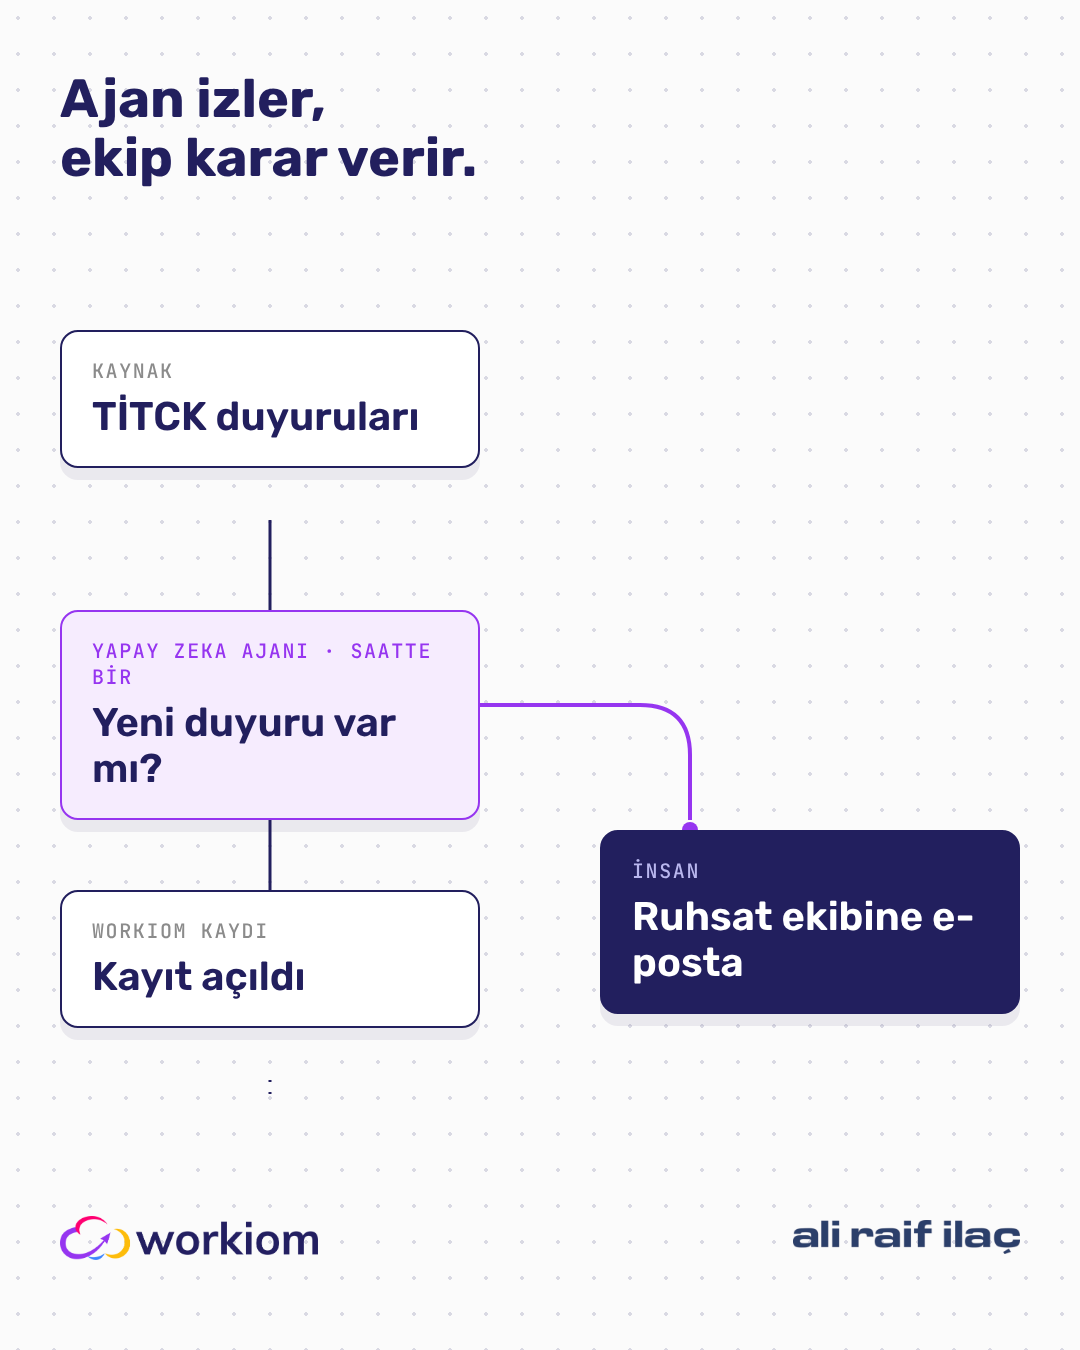 Ajan izler,
ekip karar verir.
KAYNAK
TİTCK duyuruları
YAPAY ZEKA AJANI · SAATTE
BİR
Yeni duyuru var
mı?
İNSAN
Ruhsat ekibine e-
posta
WORKIOM KAYDI
Kayıt açıldı
workiom
ali raif ilaç